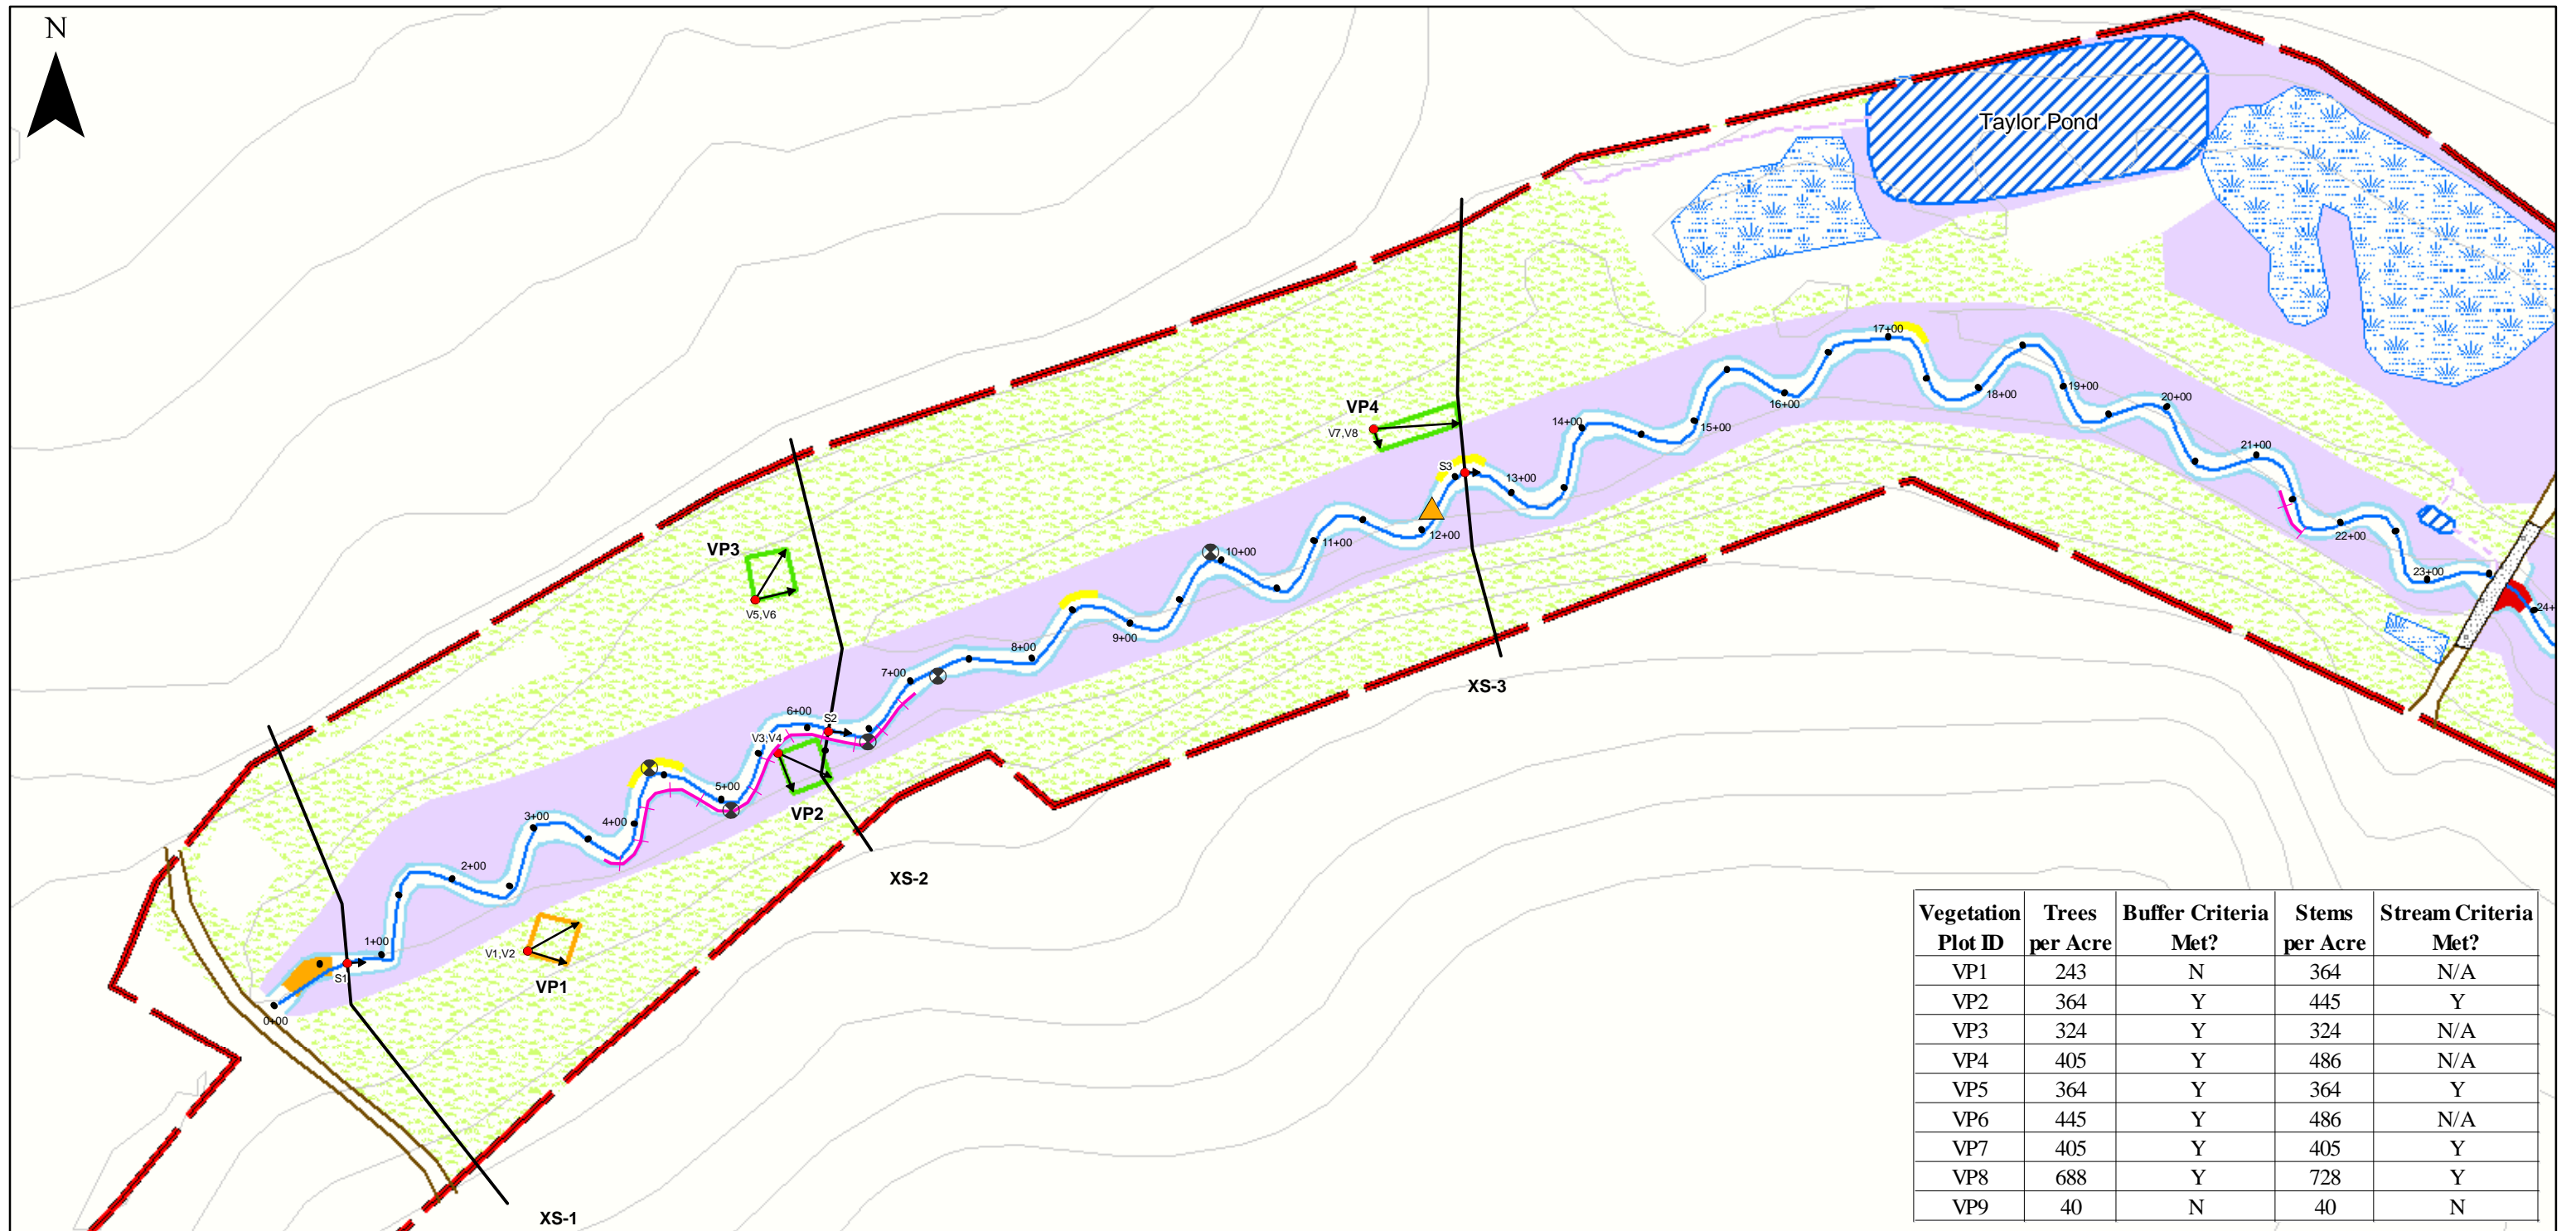 N
Taylor Pond
17+00
16+00
18+00
19+00
20+00
14+00
15+00
21+00
22+00
23+00
24+
VP4
V7,V8
S3
13+00
12+00
11+00
10+00
VP3
V5,V6
9+00
8+00
7+00
XS-3
6+00
S2
V3,V4
5+00
VP2
4+00
3+00
XS-2
2+00
1+00
V1,V2
S1
VP1
0+00
XS-1
Vegetation Plot ID Trees per Acre Buffer Criteria Met? Stems per Acre Stream Criteria Met?
VP1 243 N 364 N/A
VP2 364 Y 445 Y
VP3 324 Y 324 N/A
VP4 405 Y 486 N/A
VP5 364 Y 364 Y
VP6 445 Y 486 N/A
VP7 405 Y 405 Y
VP8 688 Y 728 Y
VP9 40 N 40 N